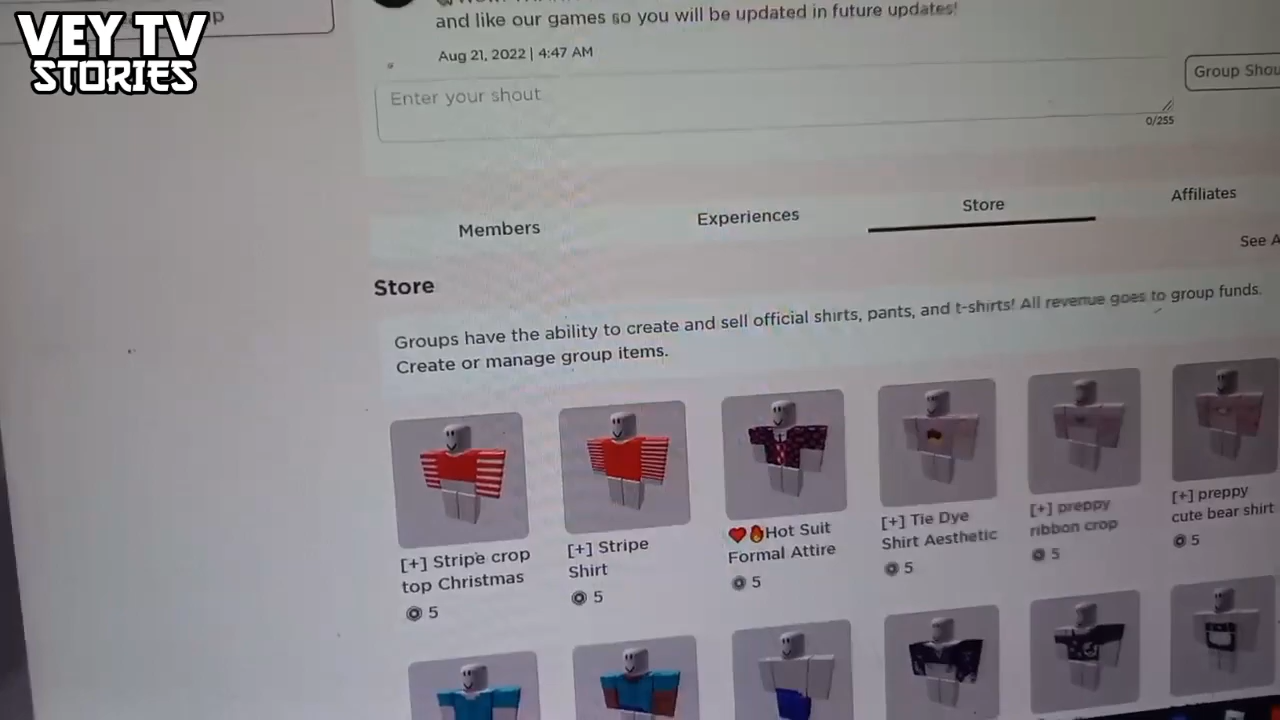 VEY TV
STORIES
and like our games so you will be updated in future updates!
Aug 21, 2022 | 4:47 AM
Enter your shout
Group Shou
0/255
Members
Experiences
Store
Affiliates
See A
Store
Groups have the ability to create and sell official shirts, pants, and t-shirts! All revenue goes to group funds.
Create or manage group items.
[+] Stripe crop
top Christmas
5
[+] Stripe
Shirt
5
❤️🔥Hot Suit
Formal Attire
5
[+] Tie Dye
Shirt Aesthetic
5
[+] preppy
ribbon crop
5
[+] preppy
cute bear shirt
5